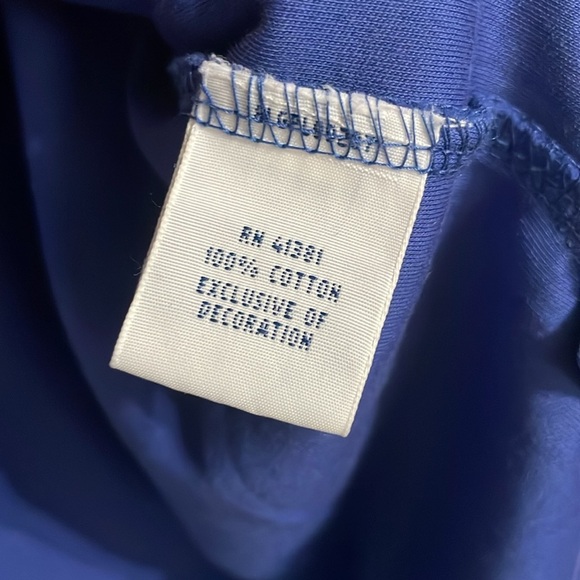 RN 41381
100% COTTON
EXCLUSIVE OF
DECORATION